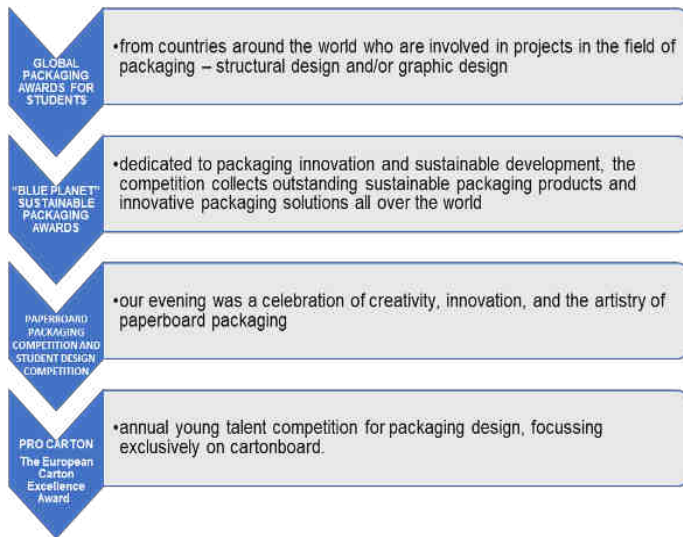 GLOBAL
PACKAGING
AWARDS FOR
STUDENTS
•from countries around the world who are involved in projects in the field of
packaging – structural design and/or graphic design
"BLUE PLANET"
SUSTAINABLE
PACKAGING
AWARDS
•dedicated to packaging innovation and sustainable development, the
competition collects outstanding sustainable packaging products and
innovative packaging solutions all over the world
PAPERBOARD
PACKAGING
COMPETITION AND
STUDENT DESIGN
COMPETITION
•our evening was a celebration of creativity, innovation, and the artistry of
paperboard packaging
PRO CARTON
The European
Carton
Excellence
Award
•annual young talent competition for packaging design, focussing
exclusively on cartonboard.